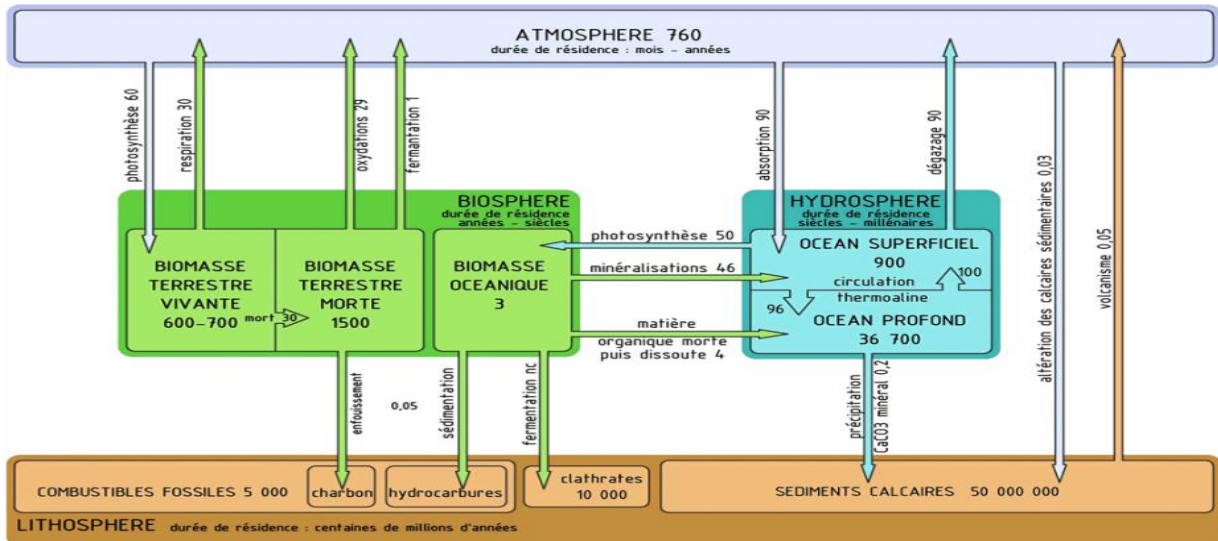 ATMOSPHERE 760
durée de résidence : mois - années
photosynthèse 60
respiration 30
oxydations 29
fermantation 1
absorption 90
dégazage 90
altération des calcaires sédimentaires 0,03
volcanisme 0,05
BIOSPHERE
durée de résidence
années - siècles
HYDROSPHERE
durée de résidence
siècles - millénaires
BIOMASSE
TERRESTRE
VIVANTE
600-700
mort 30
BIOMASSE
TERRESTRE
MORTE
1500
BIOMASSE
OCEANIQUE
3
photosynthèse 50
minéralisations 46
matière
organique morte
puis dissoute 4
OCEAN SUPERFICIEL
900
circulation
thermoaline
100
96
OCEAN PROFOND
36 700
enfouissement
0,05
sédimentation
fermentation nc
précipitation
CaCO3 minéral 0,2
COMBUSTIBLES FOSSILES 5 000
charbon
hydrocarbures
clathrates
10 000
SEDIMENTS CALCAIRES 50 000 000
LITHOSPHERE durée de résidence : centaines de millions d'années